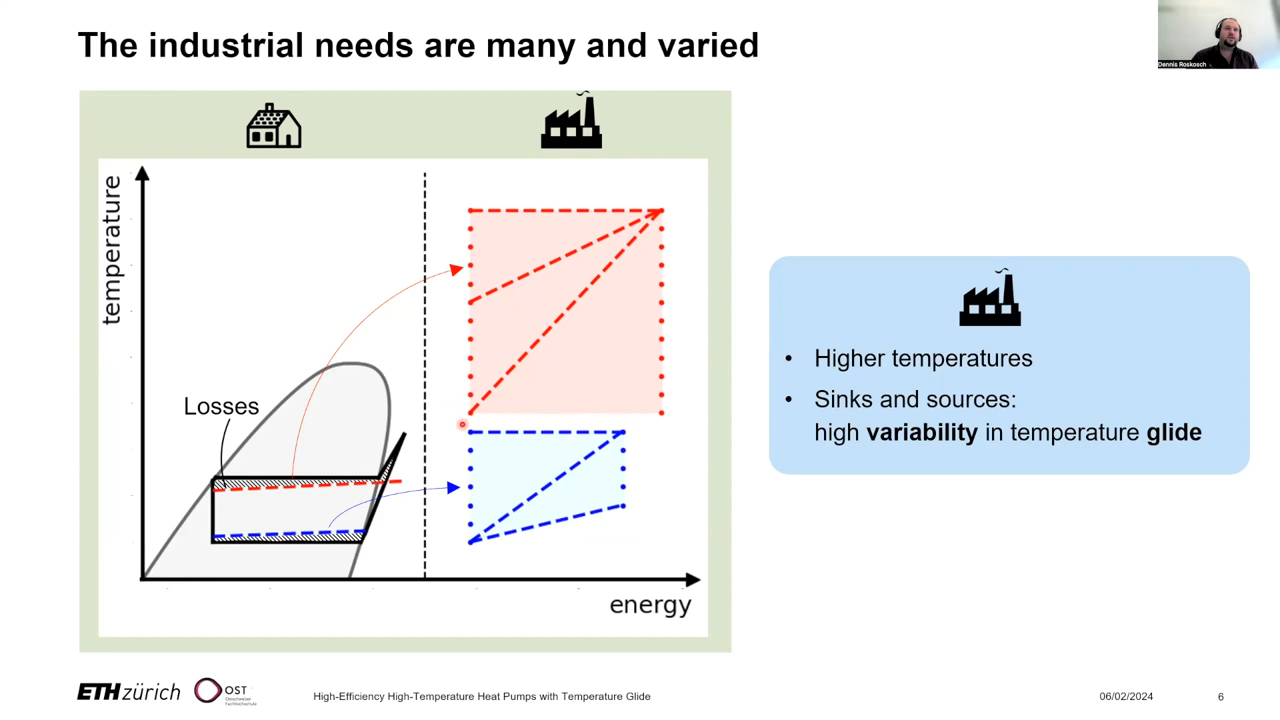 The industrial needs are many and varied
Dennis Roskosch
temperature
Losses
energy
• Higher temperatures
• Sinks and sources:
high variability in temperature glide
ETH zürich
OST
Ostschweizer
Fachhochschule
High-Efficiency High-Temperature Heat Pumps with Temperature Glide
06/02/2024
6